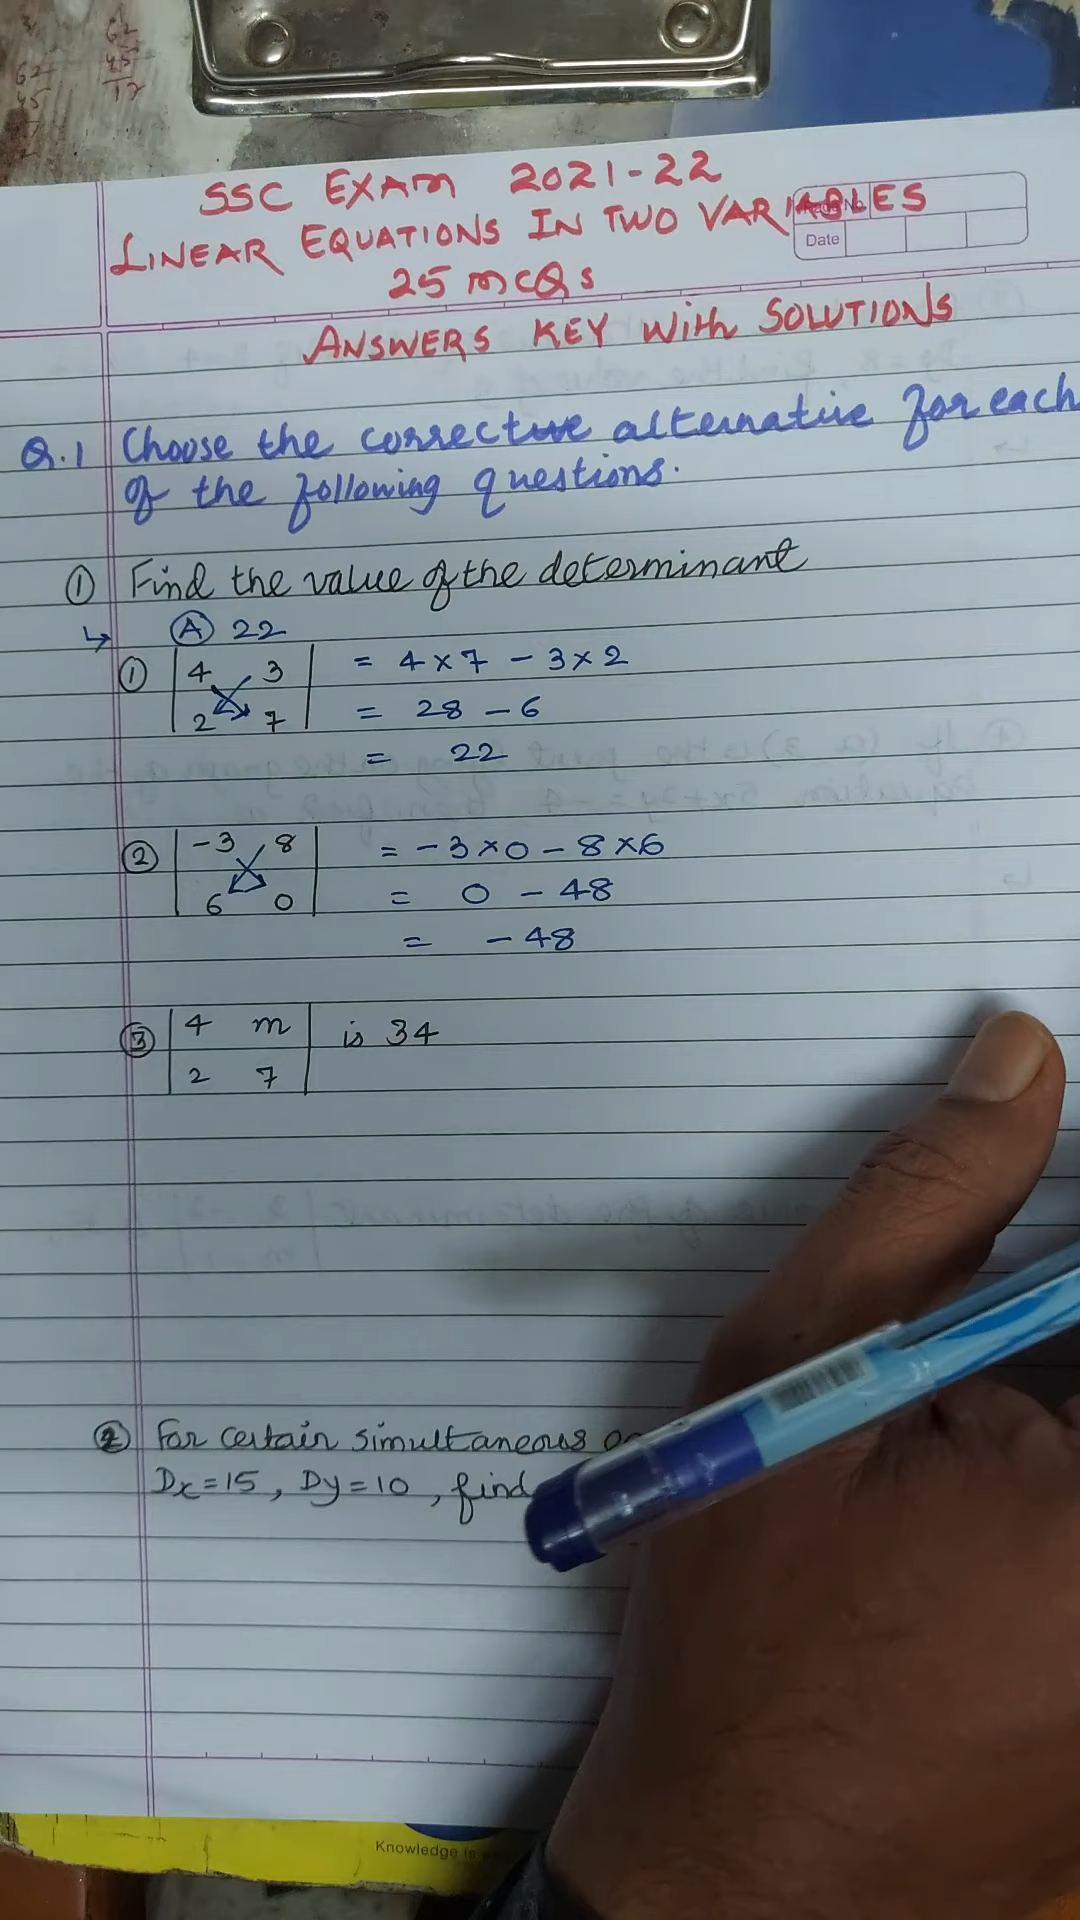 SSC EXAM 2021-22
LINEAR EQUATIONS IN TWO VARIABLES
Date
25 MCQs
ANSWERS KEY With SOLUTIONS
Q.1 Choose the correctve alternative for each
of the following questions.
① Find the value of the determinant
↳ Ⓐ 22
① | 4 3 | = 4 × 7 - 3 × 2
| 2 7 | = 28 - 6
= 22
② | -3 8 | = -3 × 0 - 8 × 6
| 6 0 | = 0 - 48
= -48
③ | 4 m | is 34
| 2 7 |
② For certain simultaneous
Dx = 15, Dy = 10, find
Knowledge is